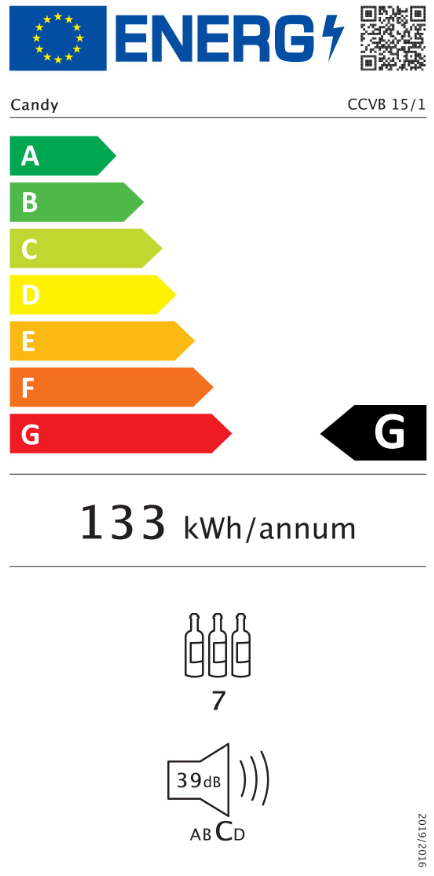 ENERG
Candy CCVB 15/1
A
B
C
D
E
F
G G
133 kWh/annum
7
39dB
ABCD
2019/2016